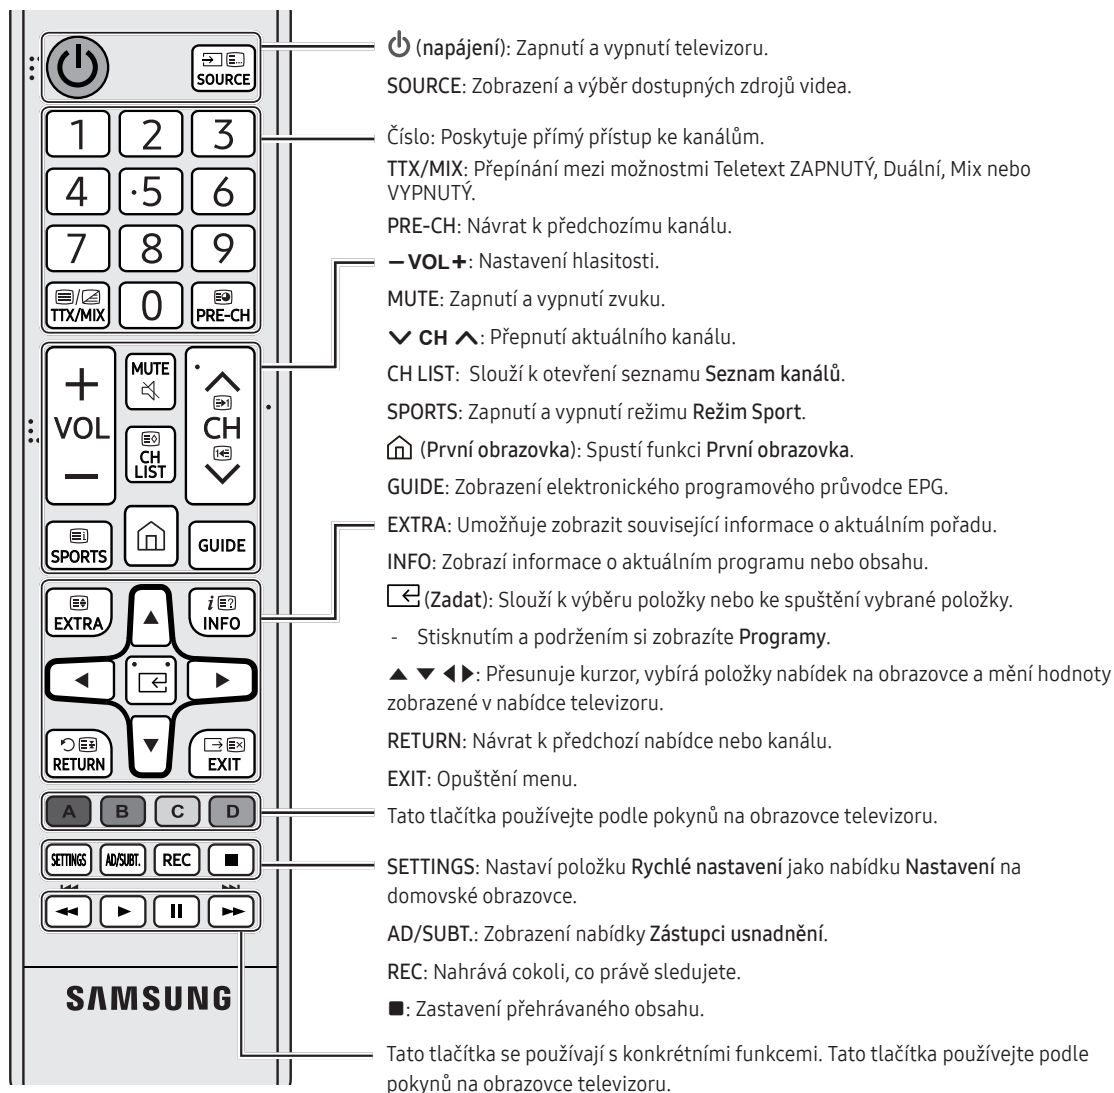 SOURCE
1 2 3
4 ·5 6
7 8 9
TTX/MIX 0 PRE-CH
+ VOL —
MUTE
CH
CH LIST
SPORTS
GUIDE
EXTRA
INFO
RETURN
EXIT
A B C D
SETTINGS AD/SUBT. REC
SAMSUNG
(napájení): Zapnutí a vypnutí televizoru.
SOURCE: Zobrazení a výběr dostupných zdrojů videa.
Číslo: Poskytuje přímý přístup ke kanálům.
TTX/MIX: Přepínání mezi možnostmi Teletext ZAPNUTÝ, Duální, Mix nebo
VYPNUTÝ.
PRE-CH: Návrat k předchozímu kanálu.
— VOL +: Nastavení hlasitosti.
MUTE: Zapnutí a vypnutí zvuku.
CH : Přepnutí aktuálního kanálu.
CH LIST: Slouží k otevření seznamu Seznam kanálů.
SPORTS: Zapnutí a vypnutí režimu Režim Sport.
(První obrazovka): Spustí funkci První obrazovka.
GUIDE: Zobrazení elektronického programového průvodce EPG.
EXTRA: Umožňuje zobrazit související informace o aktuálním pořadu.
INFO: Zobrazí informace o aktuálním programu nebo obsahu.
(Zadat): Slouží k výběru položky nebo ke spuštění vybrané položky.
- Stisknutím a podržením si zobrazíte Programy.
▲ ▼ ◀ ▶: Přesunuje kurzor, vybírá položky nabídek na obrazovce a mění hodnoty
zobrazené v nabídce televizoru.
RETURN: Návrat k předchozí nabídce nebo kanálu.
EXIT: Opuštění menu.
Tato tlačítka používejte podle pokynů na obrazovce televizoru.
SETTINGS: Nastaví položku Rychlé nastavení jako nabídku Nastavení na
domovské obrazovce.
AD/SUBT.: Zobrazení nabídky Zástupci usnadnění.
REC: Nahrává cokoli, co právě sledujete.
■: Zastavení přehrávaného obsahu.
Tato tlačítka se používají s konkrétními funkcemi. Tato tlačítka používejte podle
pokynů na obrazovce televizoru.